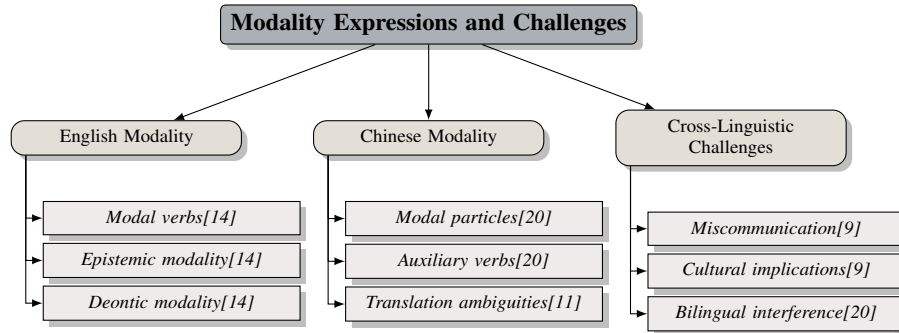 Modality Expressions and Challenges
English Modality
Modal verbs[14]
Epistemic modality[14]
Deontic modality[14]
Chinese Modality
Modal particles[20]
Auxiliary verbs[20]
Translation ambiguities[11]
Cross-Linguistic
Challenges
Miscommunication[9]
Cultural implications[9]
Bilingual interference[20]